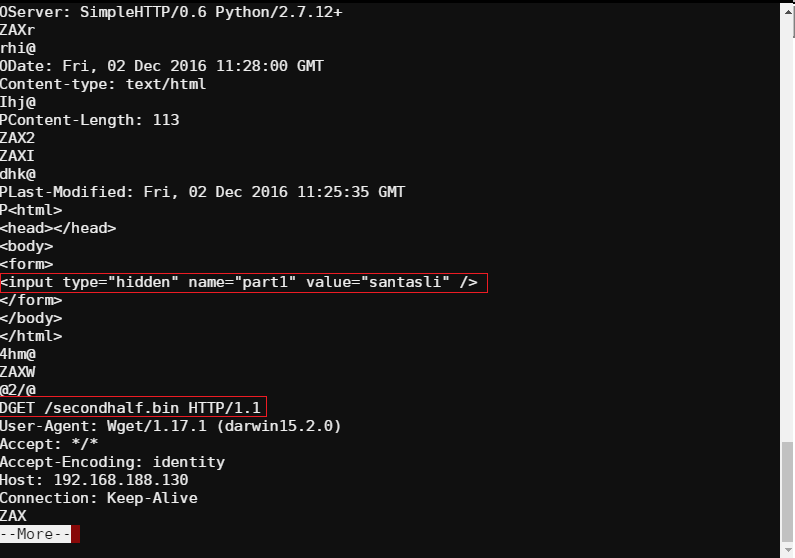 OServer: SimpleHTTP/0.6 Python/2.7.12+
ZAXr
rhi@
ODate: Fri, 02 Dec 2016 11:28:00 GMT
Content-type: text/html
Ihj@
PContent-Length: 113
ZAX2
ZAXI
dhk@
PLast-Modified: Fri, 02 Dec 2016 11:25:35 GMT
P<html>
<head></head>
<body>
<form>
<input type="hidden" name="part1" value="santasli" />
</form>
</body>
</html>
4hm@
ZAXW
@2/@
DGET /secondhalf.bin HTTP/1.1
User-Agent: Wget/1.17.1 (darwin15.2.0)
Accept: */*
Accept-Encoding: identity
Host: 192.168.188.130
Connection: Keep-Alive
ZAX
--More--